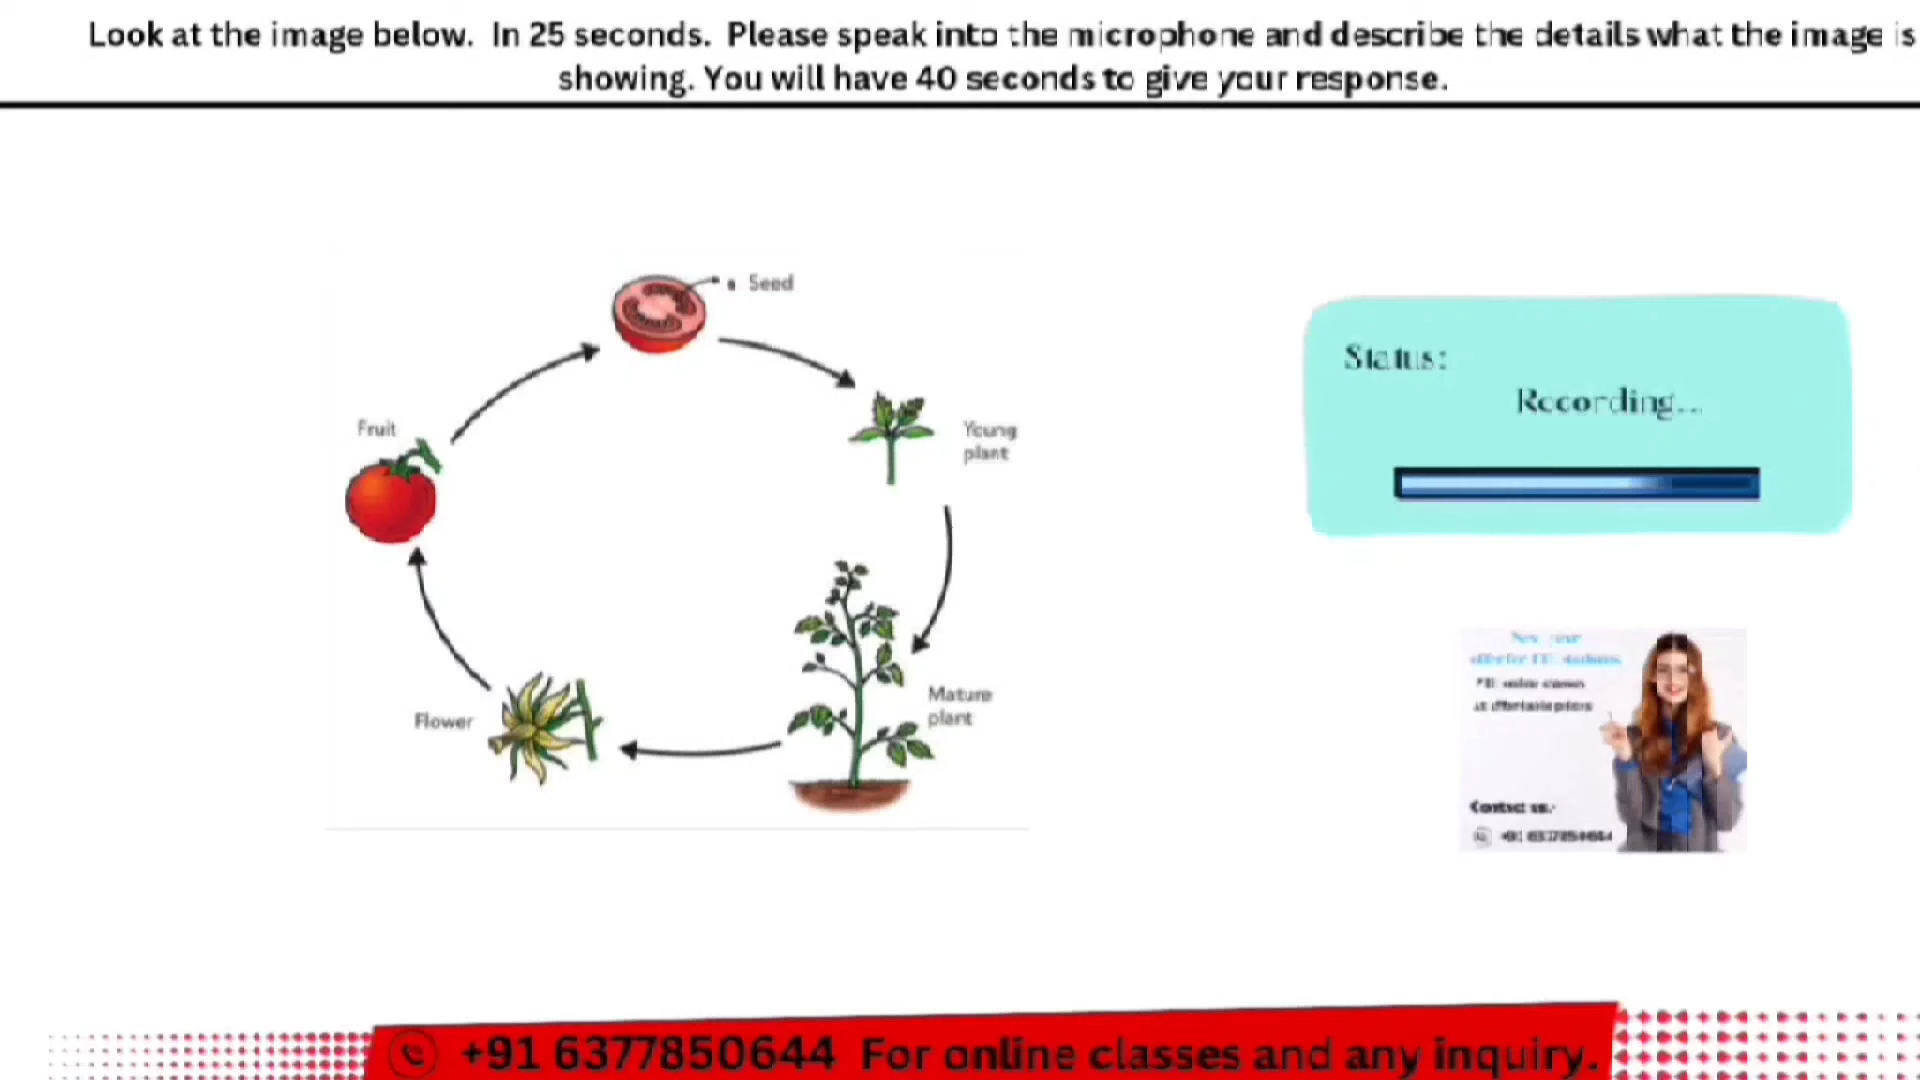 Look at the image below. In 25 seconds. Please speak into the microphone and describe the details what the image is
showing. You will have 40 seconds to give your response.
Seed
Fruit
Young
plant
Mature
plant
Flower
Status:
Recording...
Contact us:-
+91 6377850644
+91 6377850644 For online classes and any inquiry.